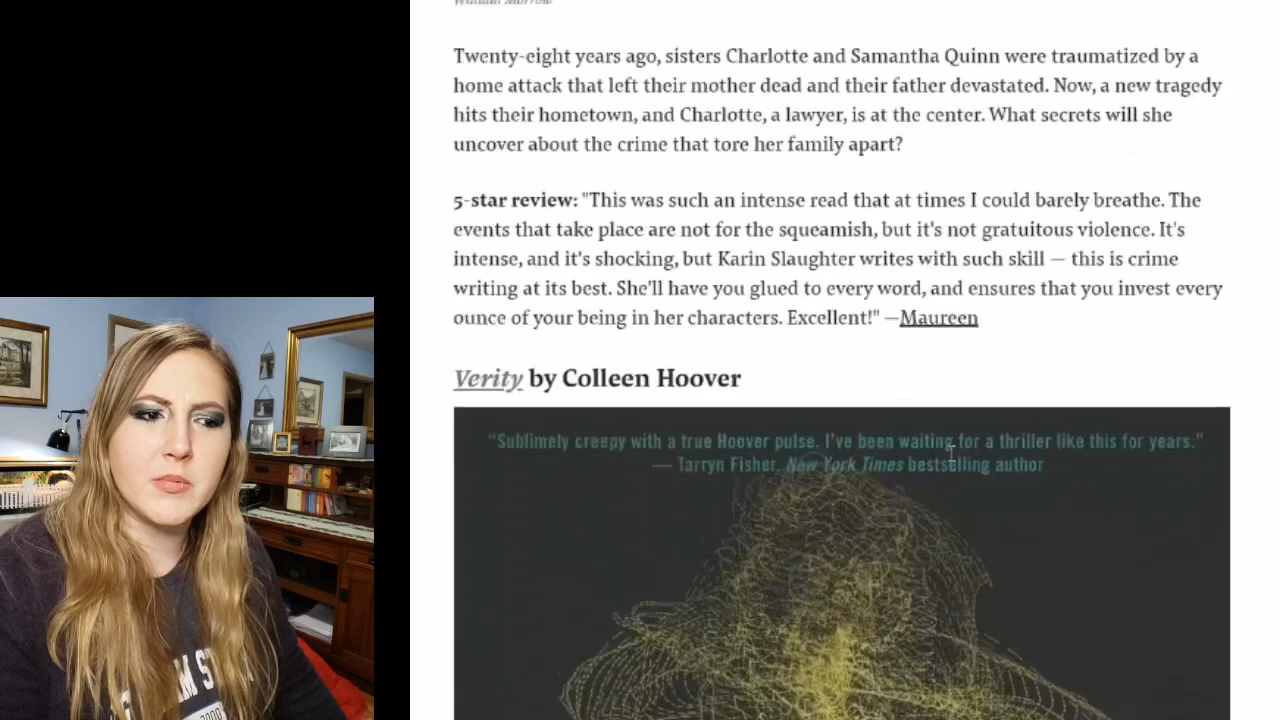 Twenty-eight years ago, sisters Charlotte and Samantha Quinn were traumatized by a
home attack that left their mother dead and their father devastated. Now, a new tragedy
hits their hometown, and Charlotte, a lawyer, is at the center. What secrets will she
uncover about the crime that tore her family apart?
5-star review: "This was such an intense read that at times I could barely breathe. The
events that take place are not for the squeamish, but it's not gratuitous violence. It's
intense, and it's shocking, but Karin Slaughter writes with such skill — this is crime
writing at its best. She'll have you glued to every word, and ensures that you invest every
ounce of your being in her characters. Excellent!" —Maureen
Verity by Colleen Hoover
"Sublimely creepy with a true Hoover pulse. I've been waiting for a thriller like this for years."
— Tarryn Fisher, New York Times bestselling author
2000